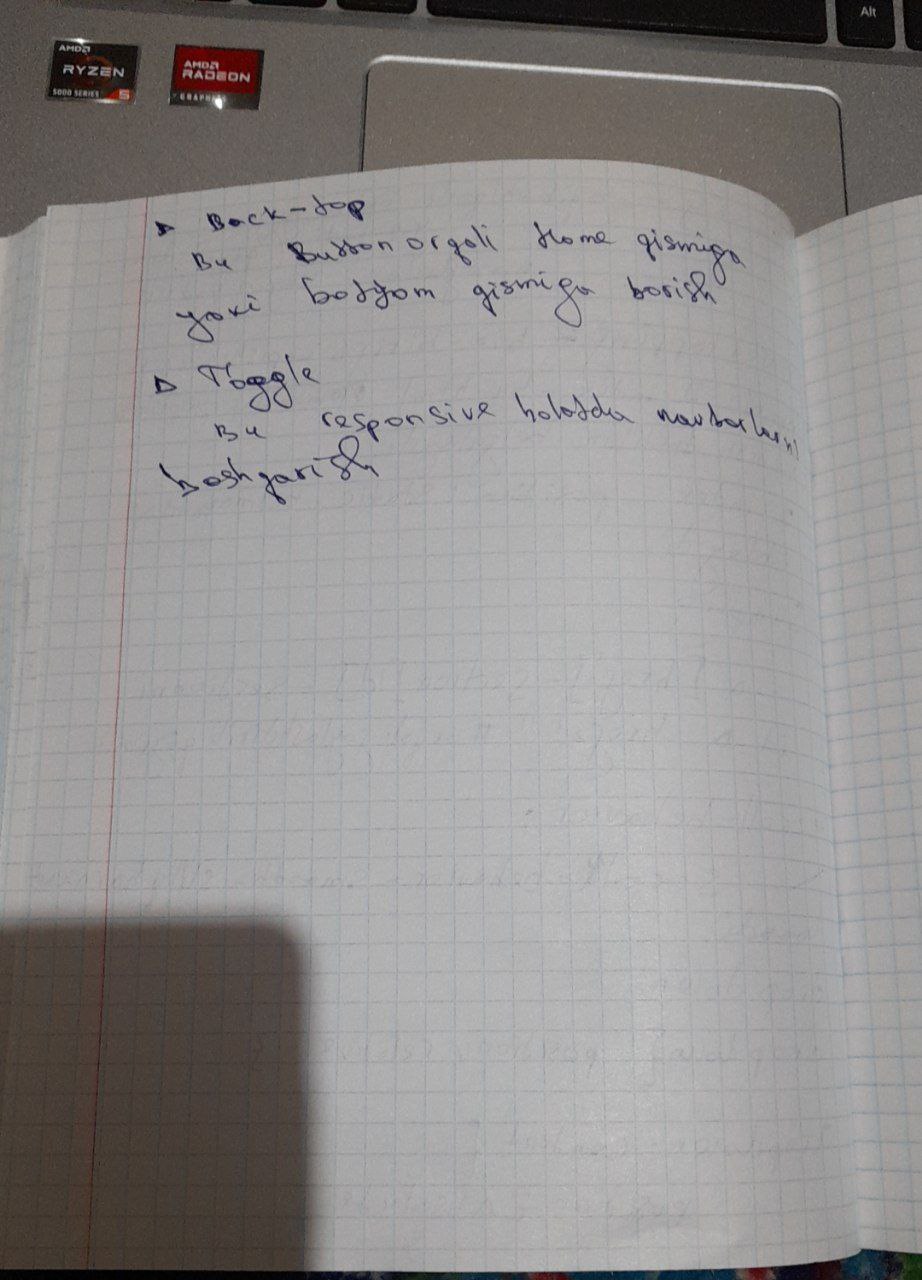 Alt
AMD
RYZEN
5000 SERIES 5
AMD
RADEON
GRAPHICS
Back-top
Bu Button orqali Home qismiga
yoki bottom qismiga borish
Toggle
Bu responsive holatda navbarlarni
boshqarish